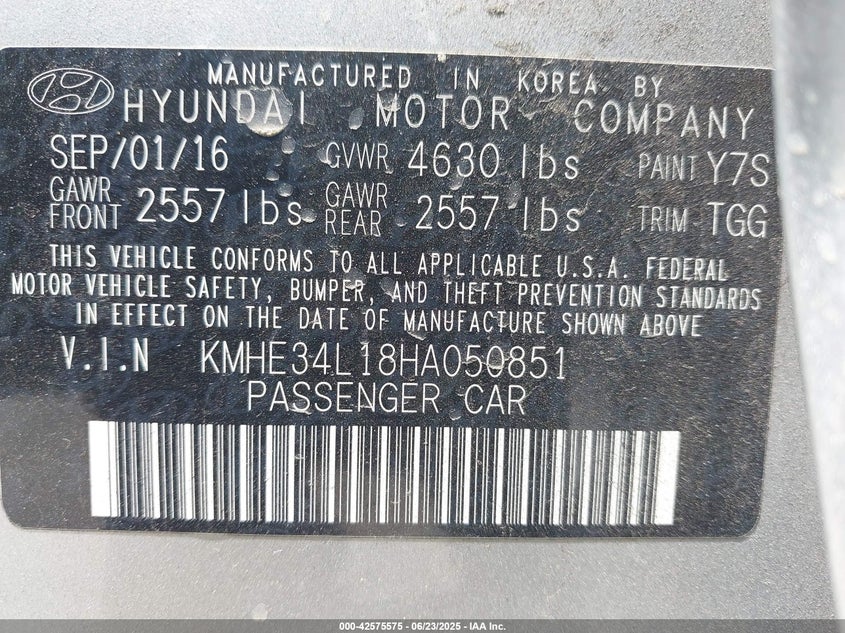 MANUFACTURED IN KOREA BY
HYUNDAI MOTOR COMPANY
SEP/01/16 GVWR 4630 lbs PAINT Y7S
GAWR FRONT 2557 lbs GAWR REAR 2557 lbs TRIM TGG
THIS VEHICLE CONFORMS TO ALL APPLICABLE U.S.A. FEDERAL
MOTOR VEHICLE SAFETY, BUMPER, AND THEFT PREVENTION STANDARDS
IN EFFECT ON THE DATE OF MANUFACTURE SHOWN ABOVE
V.I.N KMHE34L18HA050851
PASSENGER CAR
000-42575575 - 06/23/2025 - IAA Inc.